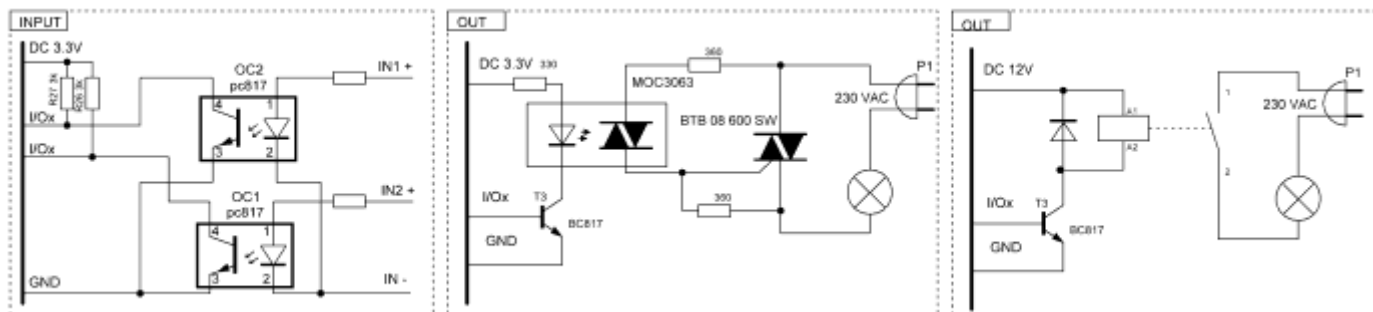 INPUT
DC 3.3V
R27 3k
R26 3k
I/Ox
I/Ox
GND
OC2
pc817
4
1
3
2
IN1 +
OC1
pc817
4
1
3
2
IN2 +
IN -
OUT
DC 3.3V
330
MOC3063
360
BTB 08 600 SW
360
230 VAC
P1
I/Ox
T3
BC817
GND
OUT
DC 12V
A1
A2
1
2
230 VAC
P1
I/Ox
T3
BC817
GND